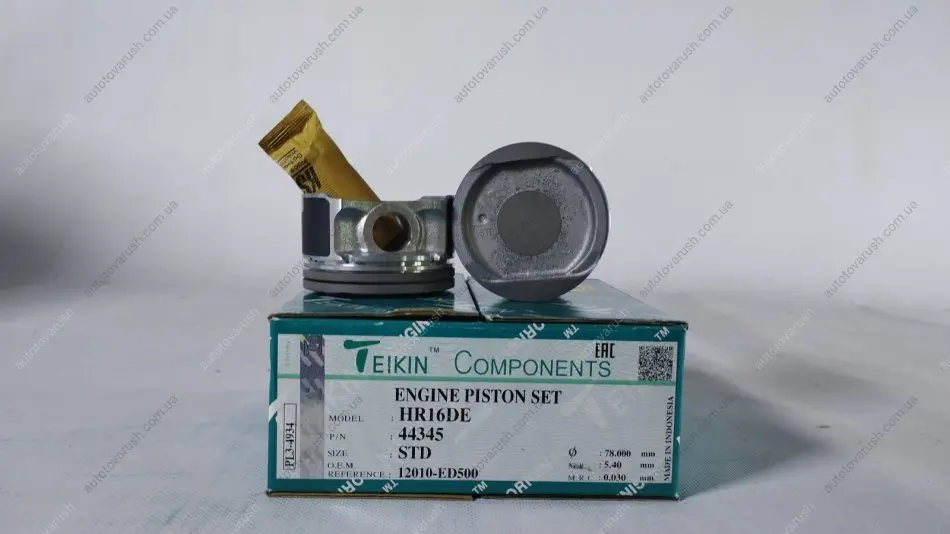 TEIKIN™ COMPONENTS
EAC
ENGINE PISTON SET
MODEL : HR16DE
P/N : 44345
SIZE : STD
Ø : 78.000 mm
O.E.M.
REFERENCE : 12010-ED500
: 5.40 mm
M.R.C : 0.030 mm
PL3-4934
MADE IN INDONESIA
autotovarush.com.ua